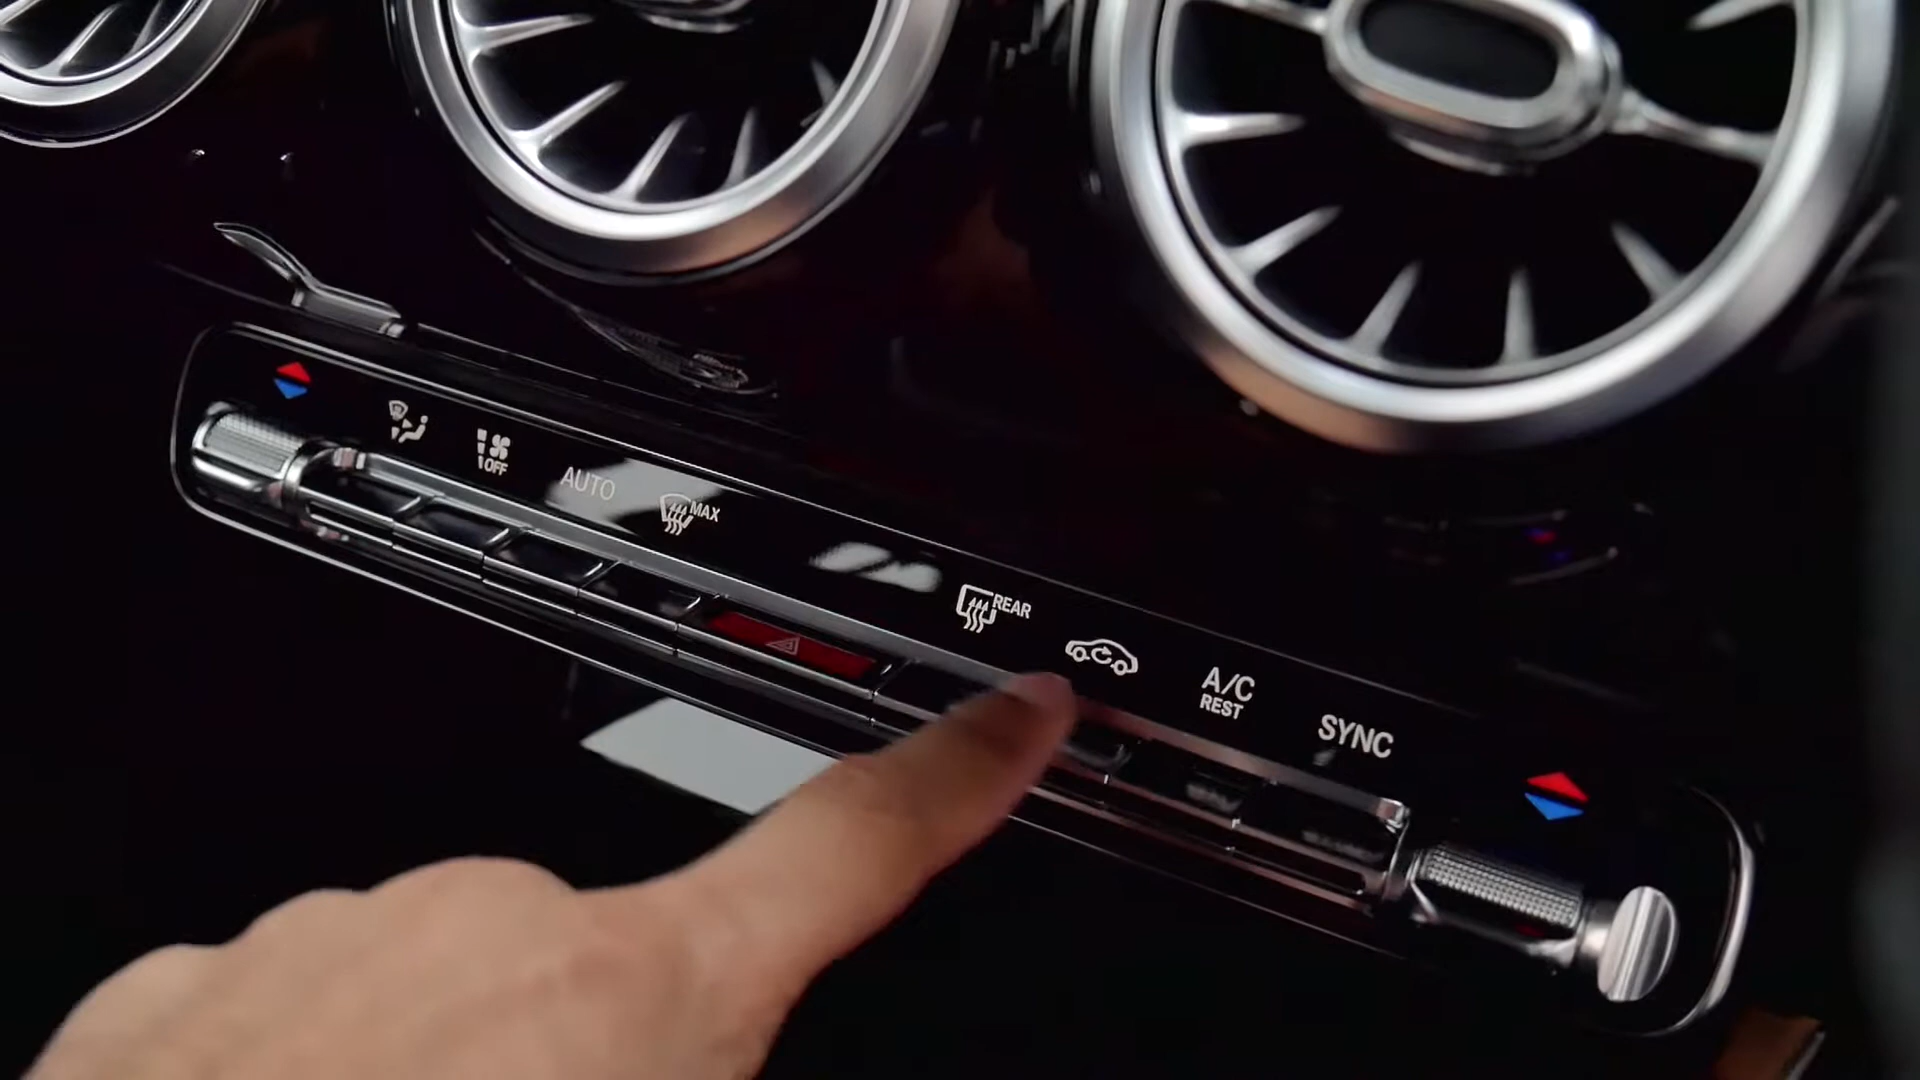 OFF
AUTO
MAX
REAR
A/C
REST
SYNC